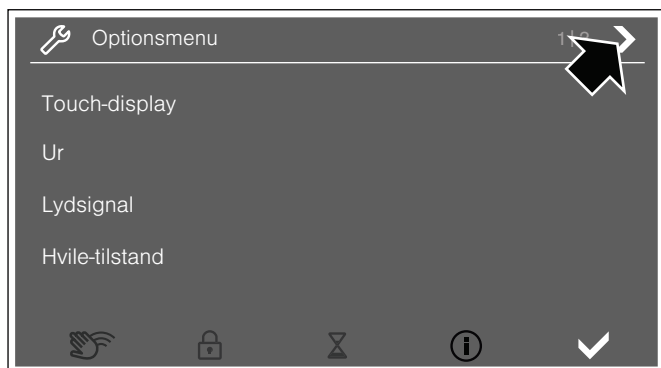 Optionsmenu
Touch-display
Ur
Lydsignal
Hvile-tilstand